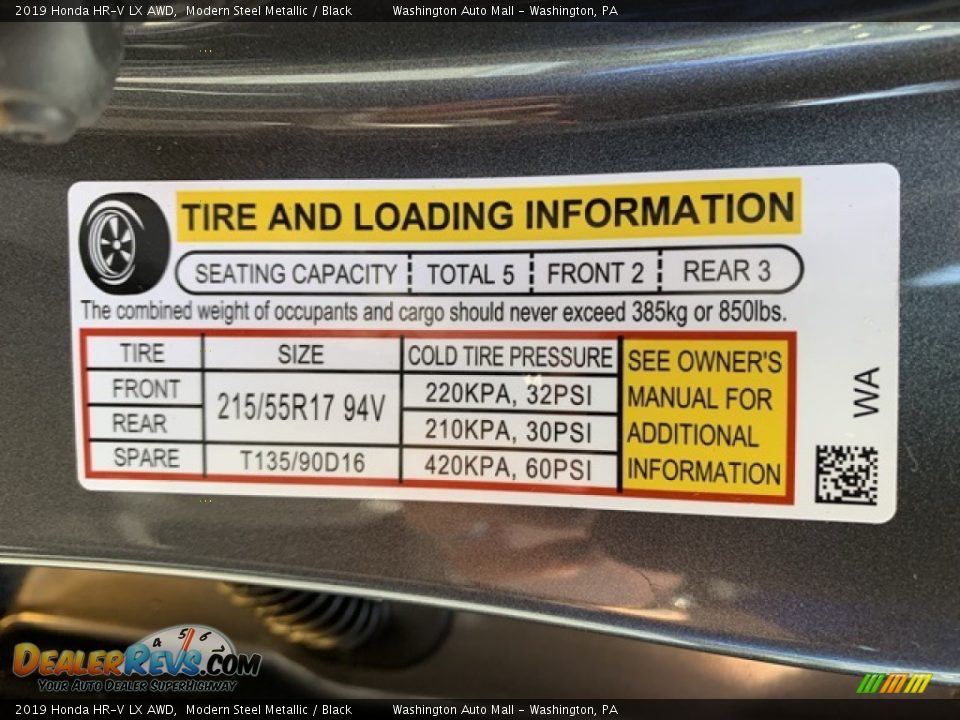 2019 Honda HR-V LX AWD, Modern Steel Metallic / Black Washington Auto Mall - Washington, PA
TIRE AND LOADING INFORMATION
SEATING CAPACITY TOTAL 5 FRONT 2 REAR 3
The combined weight of occupants and cargo should never exceed 385kg or 850lbs.
TIRE SIZE COLD TIRE PRESSURE
FRONT 215/55R17 94V 220KPA, 32PSI
REAR 210KPA, 30PSI
SPARE T135/90D16 420KPA, 60PSI
SEE OWNER'S
MANUAL FOR
ADDITIONAL
INFORMATION
WA
4 5 6
DEALERREVS.COM
YOUR AUTO DEALER SUPERHIGHWAY
2019 Honda HR-V LX AWD, Modern Steel Metallic / Black Washington Auto Mall - Washington, PA